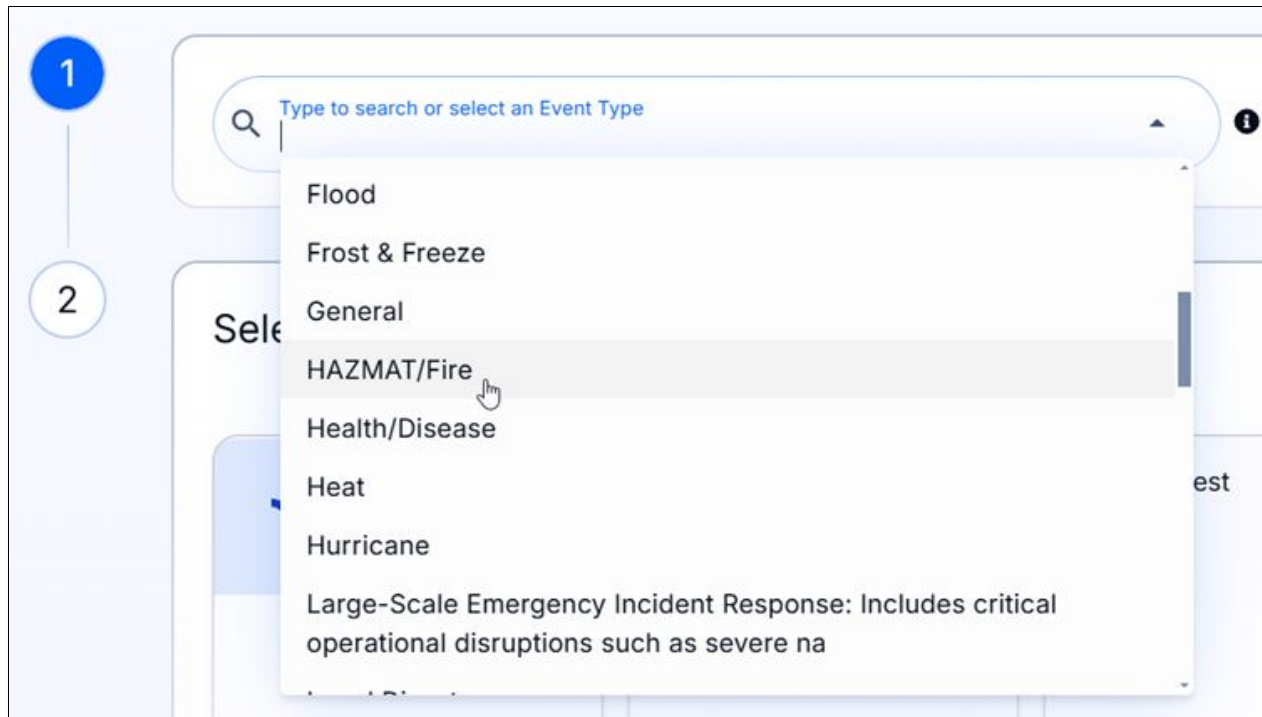 1
Type to search or select an Event Type
Flood
Frost & Freeze
2
General
Sele
HAZMAT/Fire
Health/Disease
Heat
est
Hurricane
Large-Scale Emergency Incident Response: Includes critical
operational disruptions such as severe na